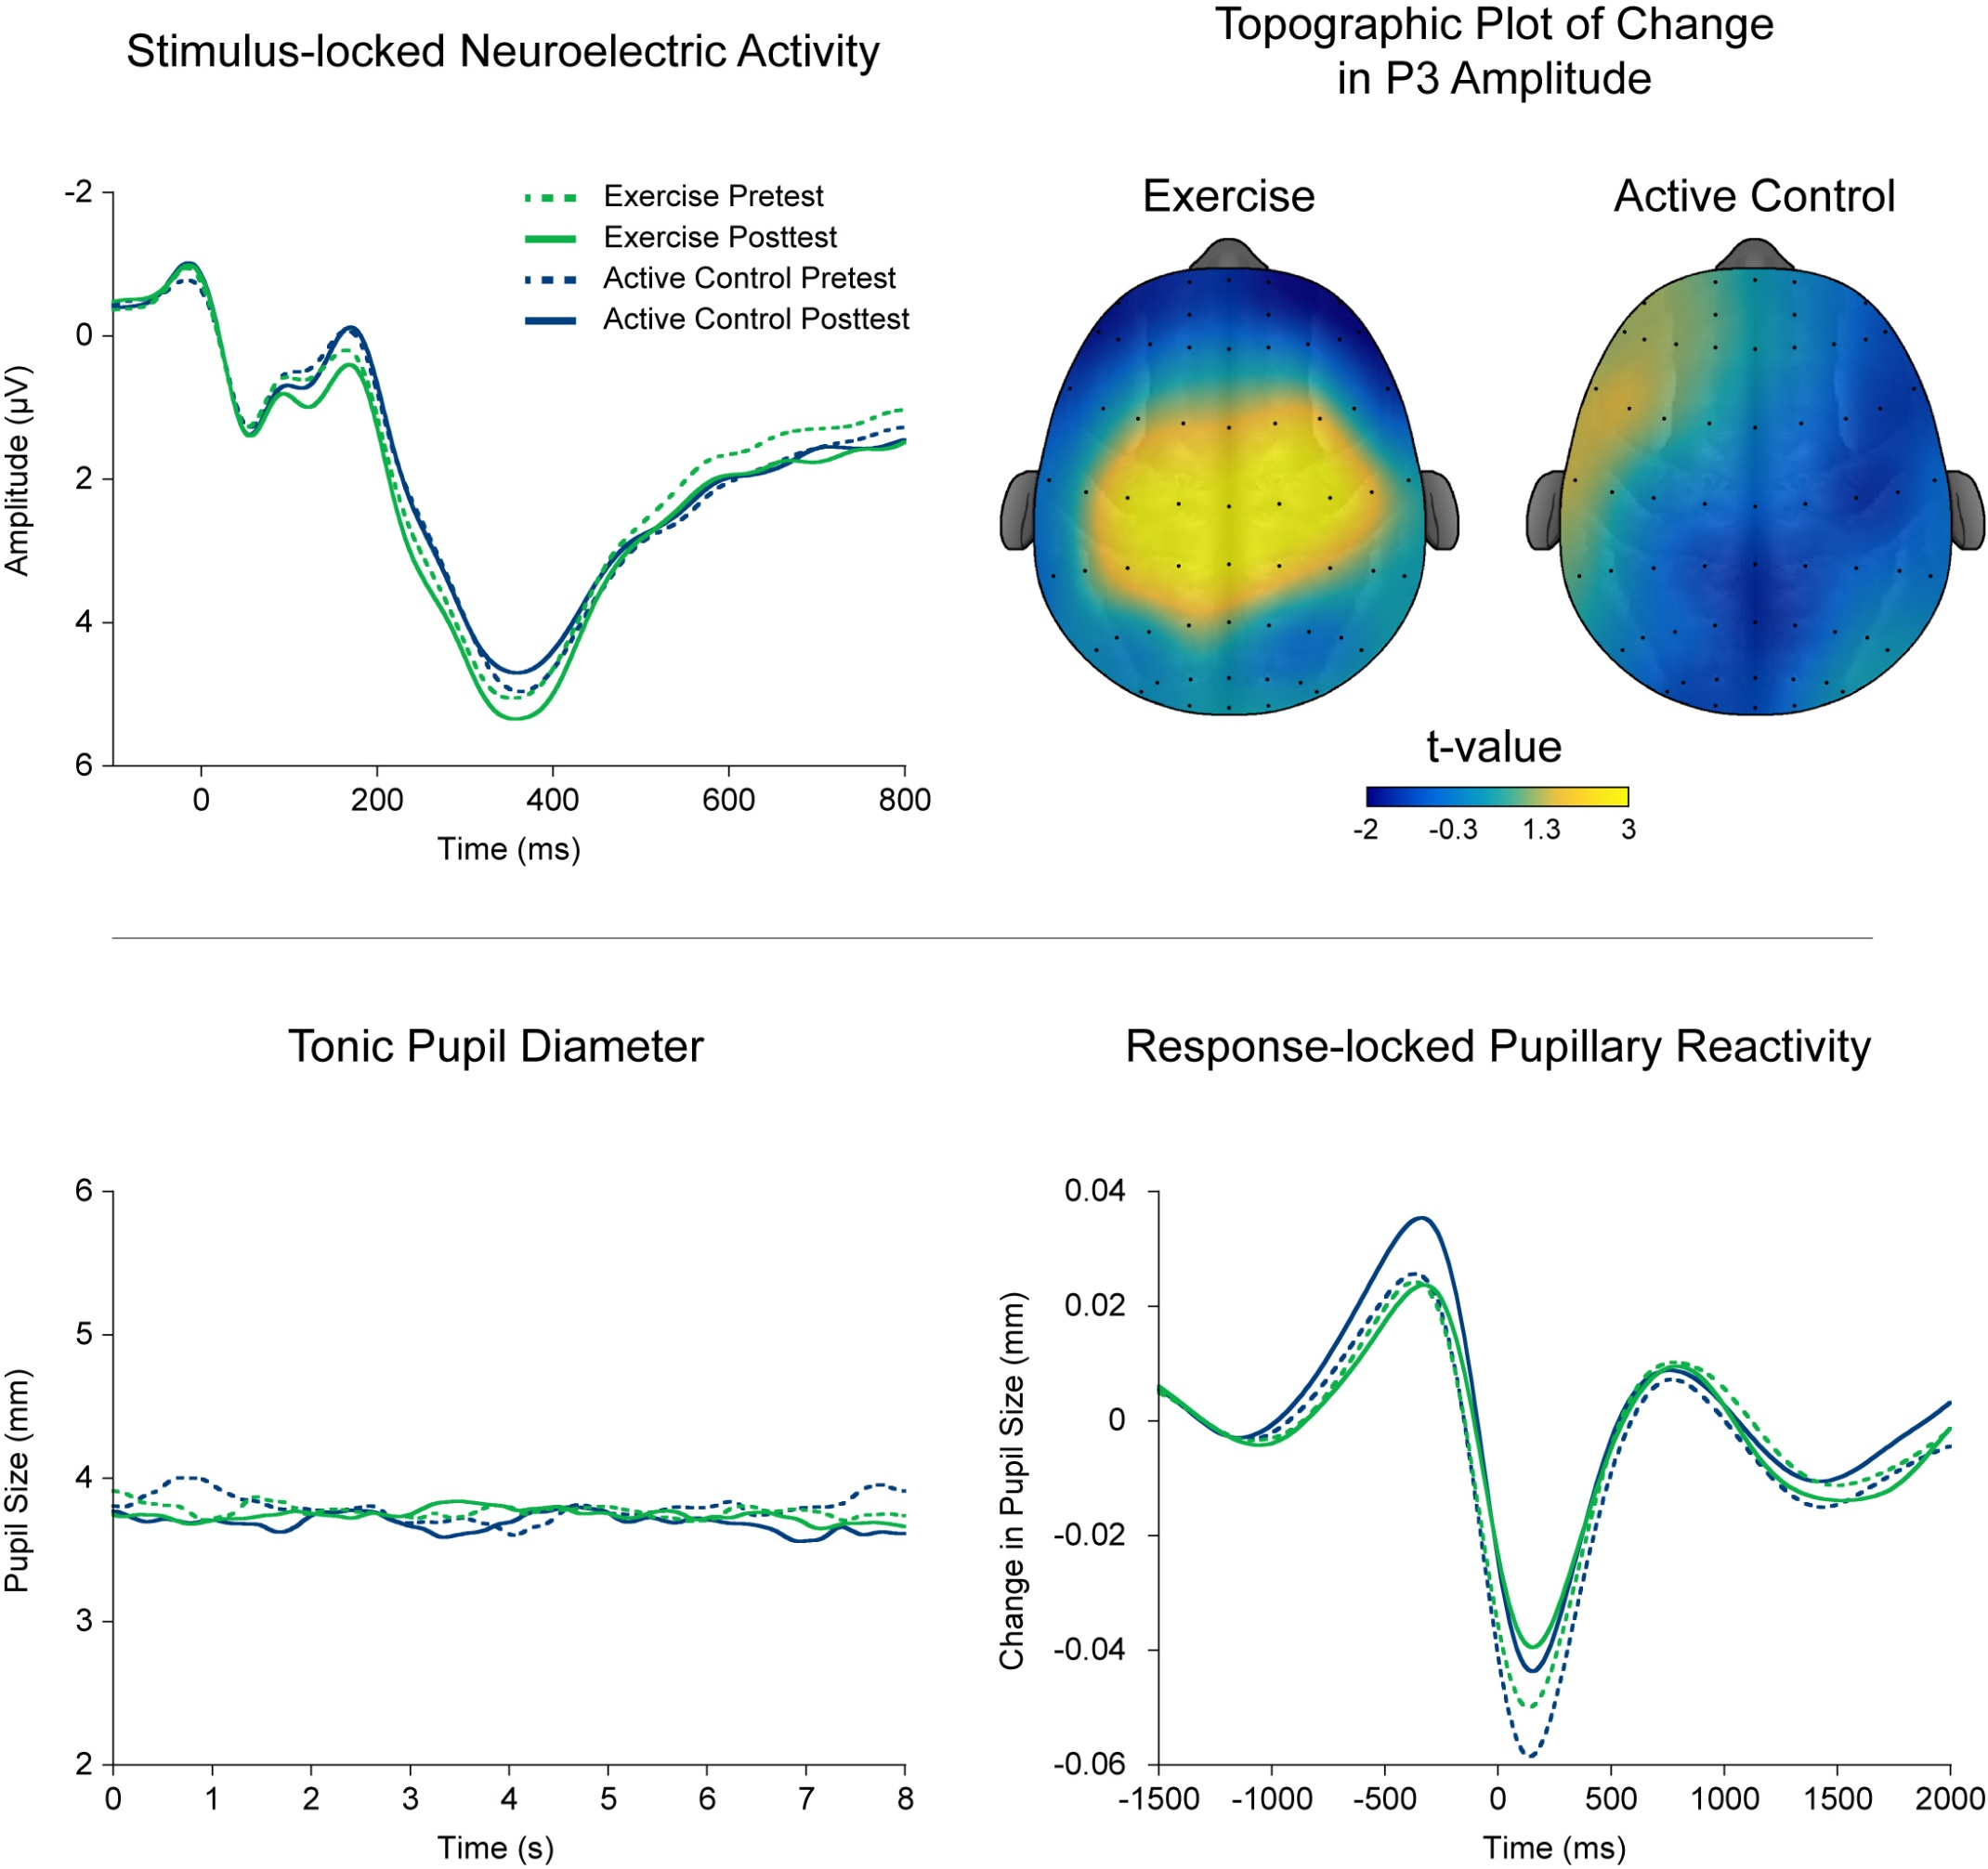 Stimulus-locked Neuroelectric Activity
Topographic Plot of Change
in P3 Amplitude
-2
0
2
4
6
Amplitude (µV)
Exercise Pretest
Exercise Posttest
Active Control Pretest
Active Control Posttest
0 200 400 600 800
Time (ms)
Exercise
Active Control
t-value
-2 -0.3 1.3 3
Tonic Pupil Diameter
6
5
4
3
2
Pupil Size (mm)
0 1 2 3 4 5 6 7 8
Time (s)
Response-locked Pupillary Reactivity
0.04
0.02
0
-0.02
-0.04
-0.06
Change in Pupil Size (mm)
-1500 -1000 -500 0 500 1000 1500 2000
Time (ms)